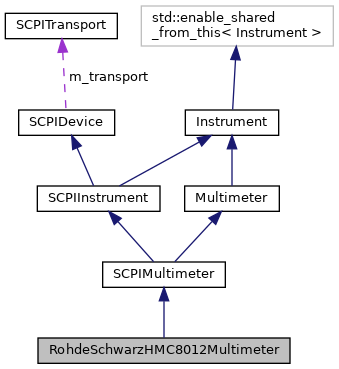 SCPITransport
std::enable_shared
_from_this< Instrument >
m_transport
SCPIDevice
Instrument
SCPIInstrument
Multimeter
SCPIMultimeter
RohdeSchwarzHMC8012Multimeter